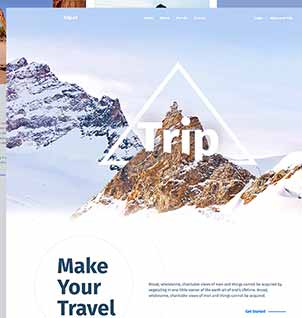 Trip
Make
Your
Travel
Broad, wholesome, charitable views of men and things cannot be acquired by
vegetating in one little corner of the earth all of one's lifetime. Broad,
wholesome, charitable views of men and things cannot be acquired.
Get Started